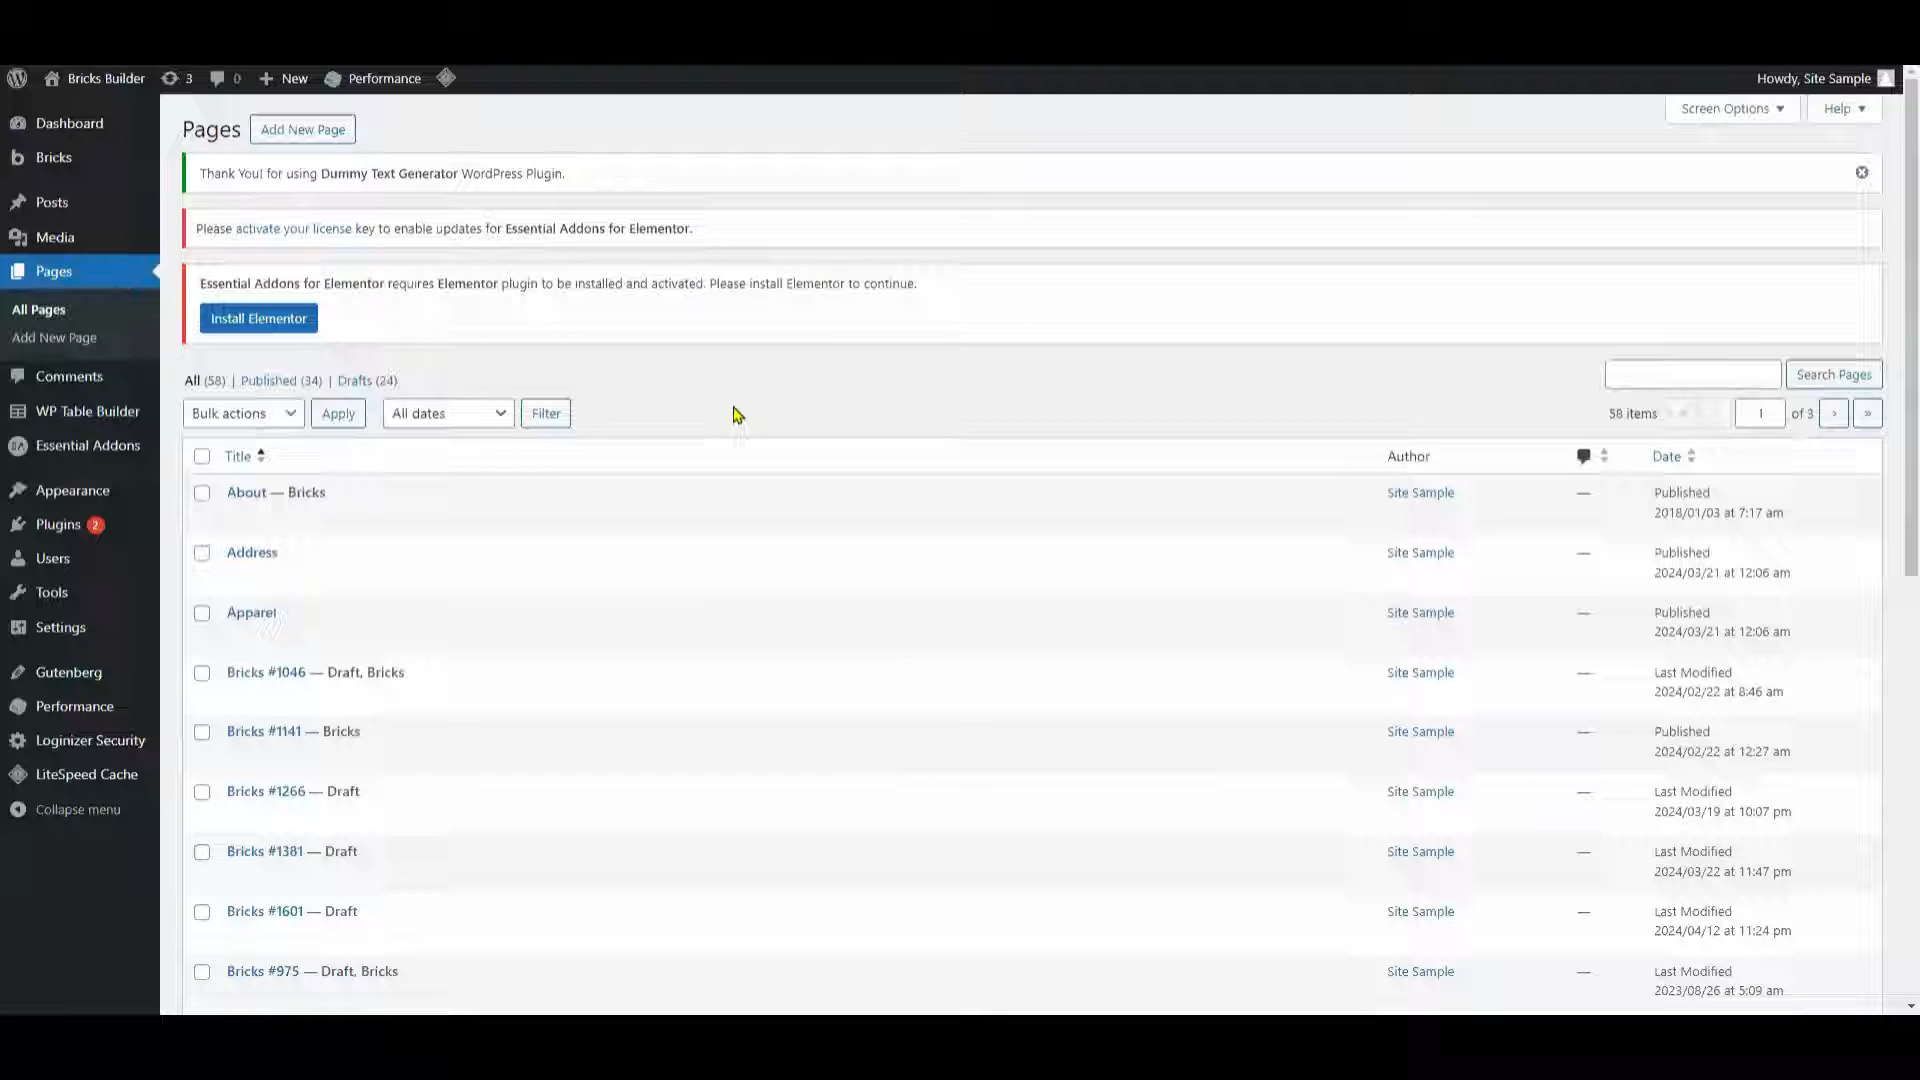 Bricks Builder 3 0 New Performance Howdy, Site Sample
Dashboard
Bricks
Posts
Media
Pages
All Pages
Add New Page
Comments
WP Table Builder
Essential Addons
Appearance
Plugins 2
Users
Tools
Settings
Gutenberg
Performance
Loginizer Security
LiteSpeed Cache
Collapse menu
Screen Options Help
Pages Add New Page
Thank You! for using Dummy Text Generator WordPress Plugin.
Please activate your license key to enable updates for Essential Addons for Elementor.
Essential Addons for Elementor requires Elementor plugin to be installed and activated. Please install Elementor to continue.
Install Elementor
All (58) | Published (34) | Drafts (24) Search Pages
Bulk actions Apply All dates Filter 58 items « 1 of 3 › »
Title Author Date
About — Bricks Site Sample — Published
2018/01/03 at 7:17 am
Address Site Sample — Published
2024/03/21 at 12:06 am
Apparel Site Sample — Published
2024/03/21 at 12:06 am
Bricks #1046 — Draft, Bricks Site Sample — Last Modified
2024/02/22 at 8:46 am
Bricks #1141 — Bricks Site Sample — Published
2024/02/22 at 12:27 am
Bricks #1266 — Draft Site Sample — Last Modified
2024/03/19 at 10:07 pm
Bricks #1381 — Draft Site Sample — Last Modified
2024/03/22 at 11:47 pm
Bricks #1601 — Draft Site Sample — Last Modified
2024/04/12 at 11:24 pm
Bricks #975 — Draft, Bricks Site Sample — Last Modified
2023/08/26 at 5:09 am